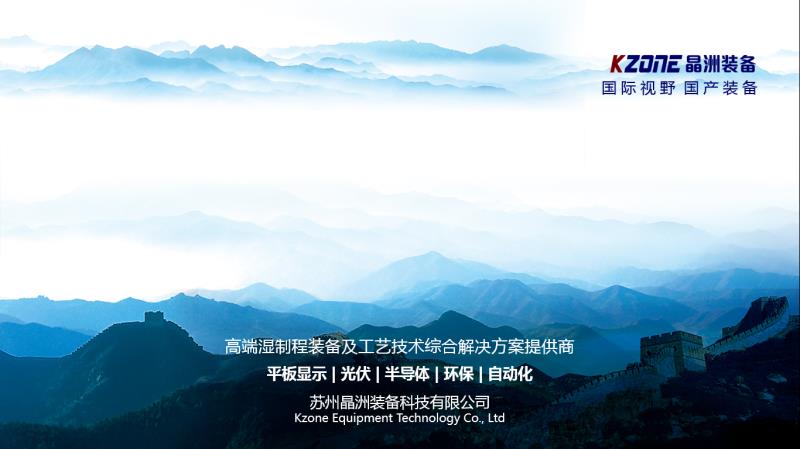 KZONE 晶洲装备
国际视野 国产装备
高端湿制程装备及工艺技术综合解决方案提供商
平板显示 | 光伏 | 半导体 | 环保 | 自动化
苏州晶洲装备科技有限公司
Kzone Equipment Technology Co., Ltd